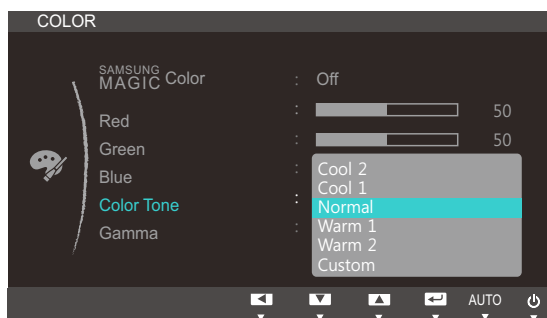 COLOR
SAMSUNG
MAGIC Color : Off
Red : 50
Green : 50
Blue :
Color Tone :
Gamma :
Cool 2
Cool 1
Normal
Warm 1
Warm 2
Custom
AUTO